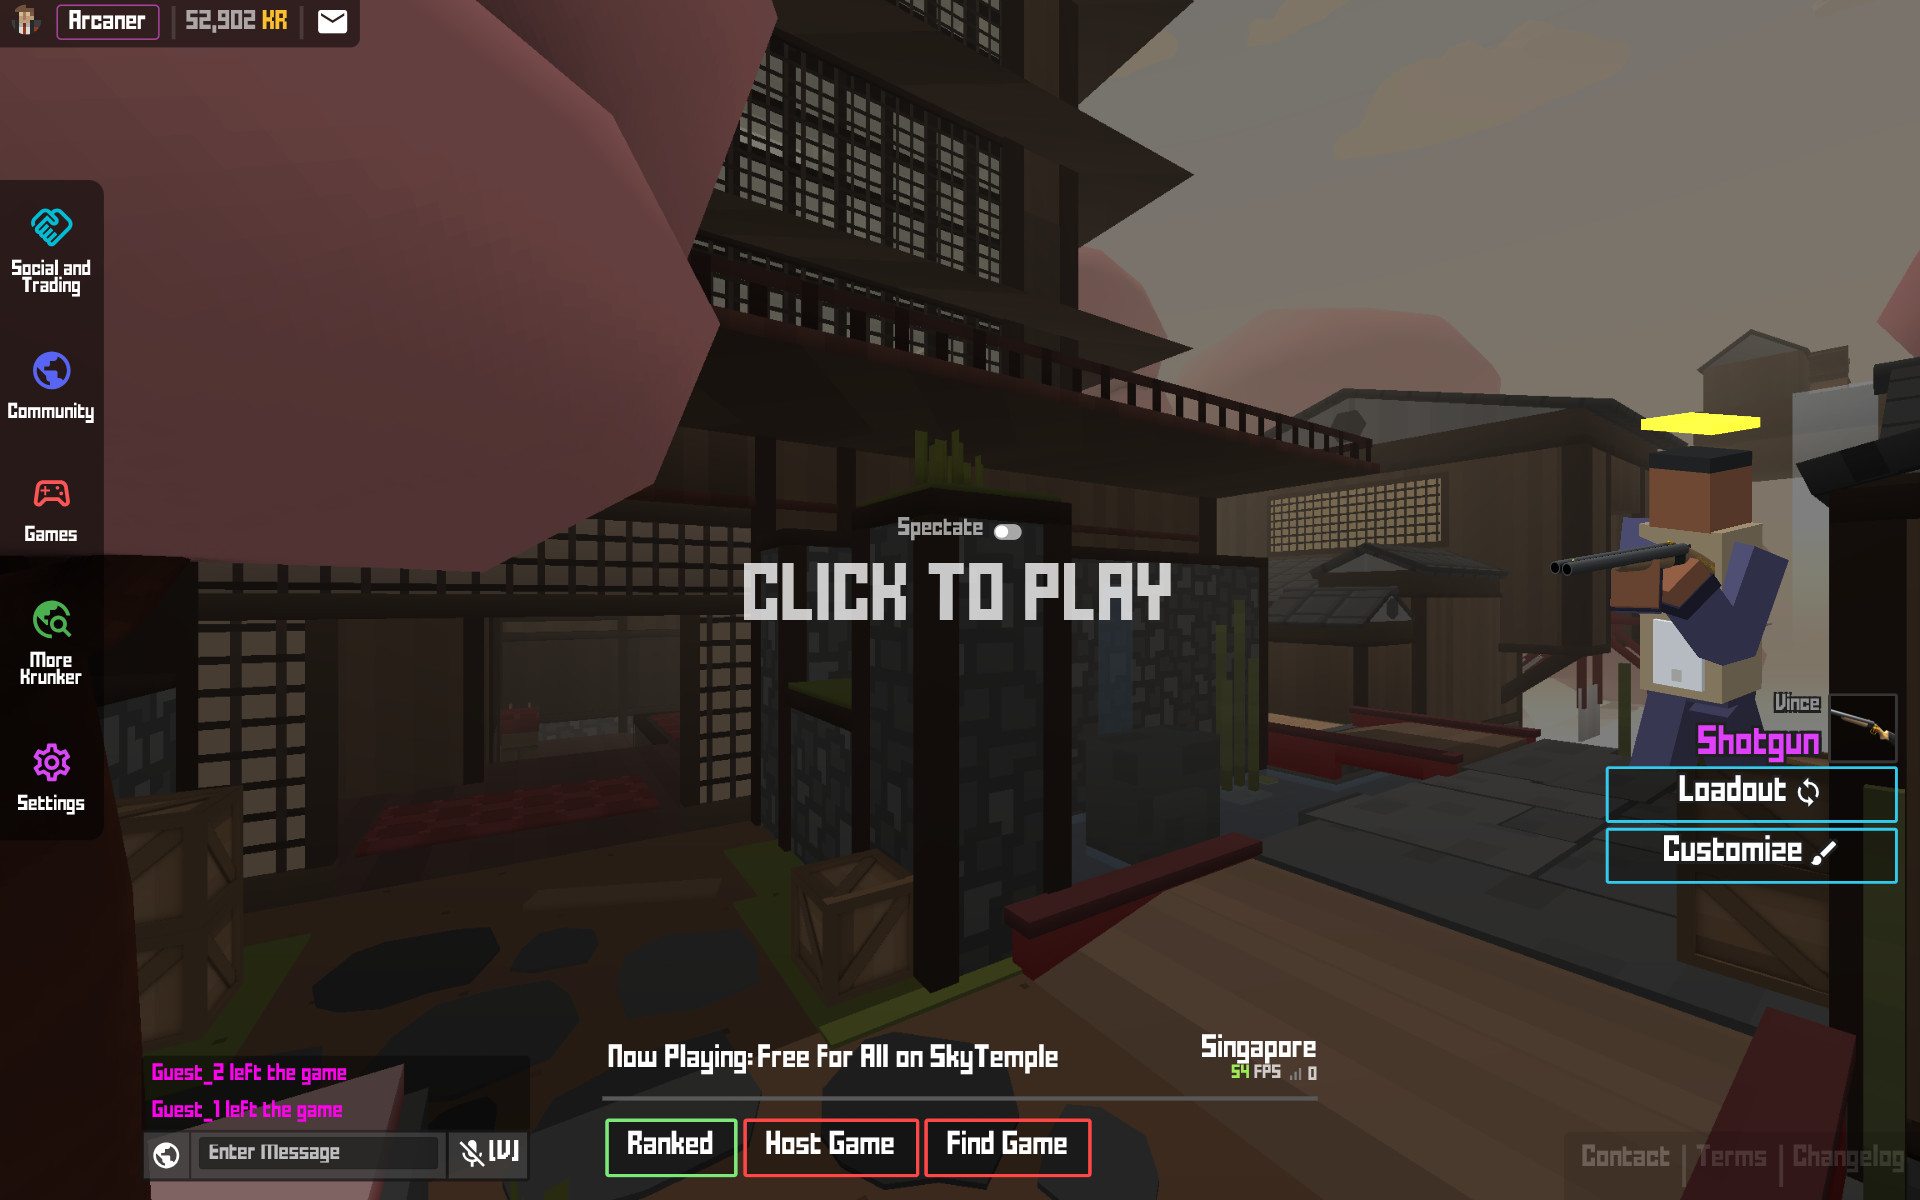 Arcaner
52,902 KR
Social and
Trading
Community
Games
More
Krunker
Settings
Spectate
CLICK TO PLAY
Vince
Shotgun
Loadout
Customize
Now Playing: Free For All on SkyTemple
Singapore
54 FPS 0
Guest_2 left the game
Guest_1 left the game
Enter Message
[V]
Ranked
Host Game
Find Game
Contact | Terms | Changelog